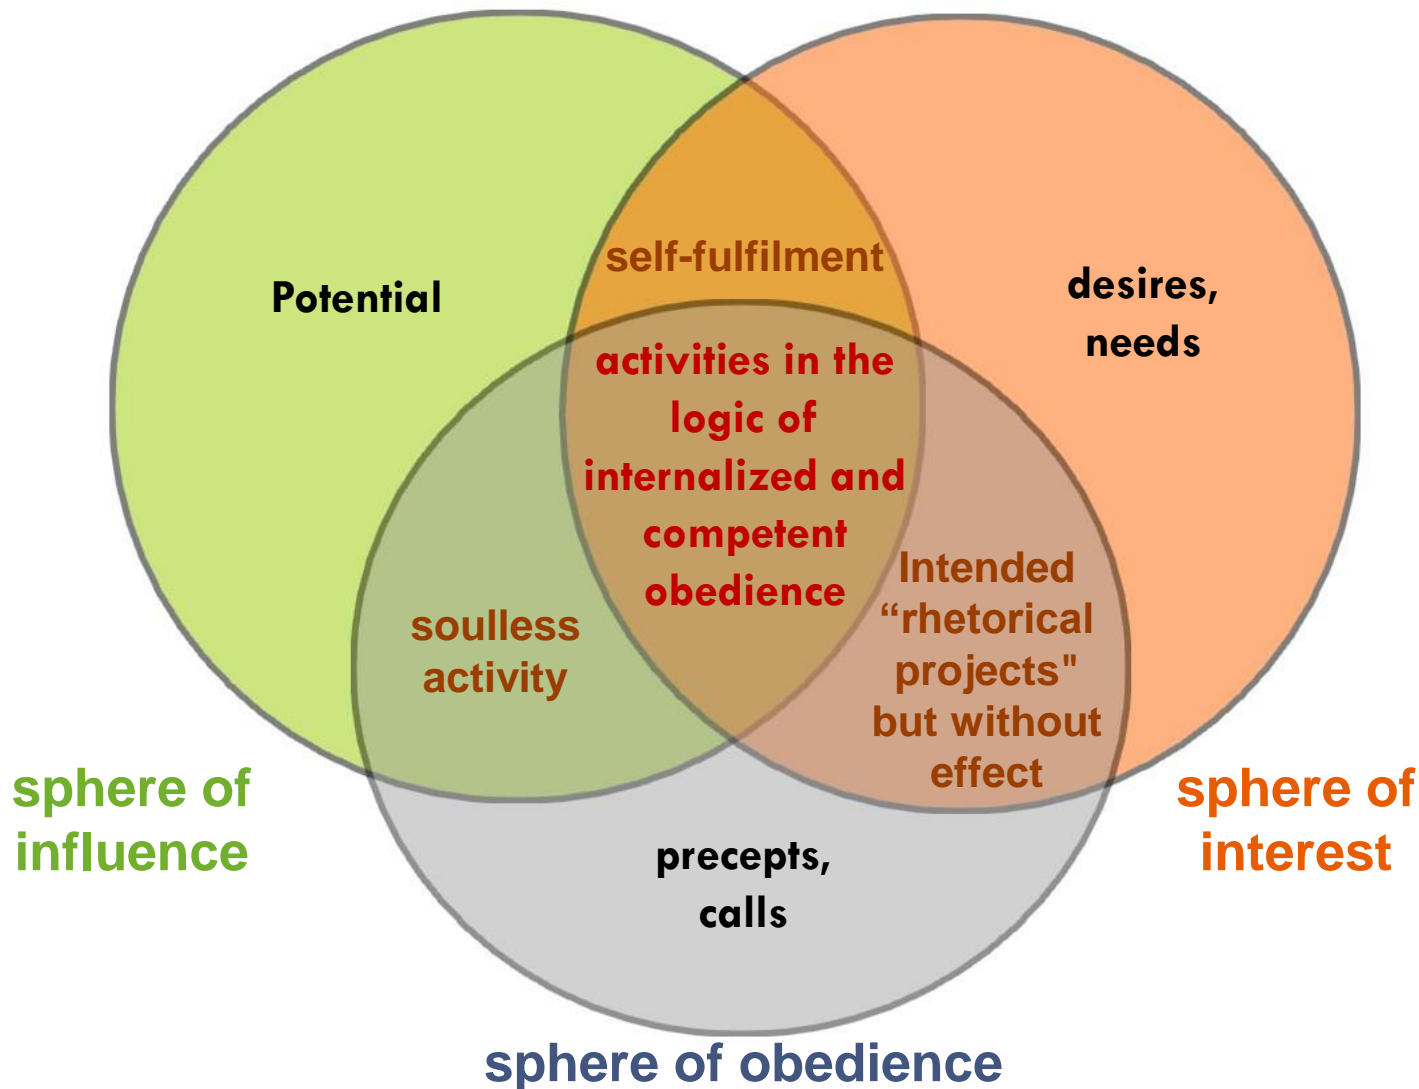 self-fulfilment
Potential
desires,
needs
activities in the
logic of
internalized and
competent
obedience
Intended
“rhetorical
projects"
but without
effect
soulless
activity
sphere of
influence
sphere of
interest
precepts,
calls
sphere of obedience